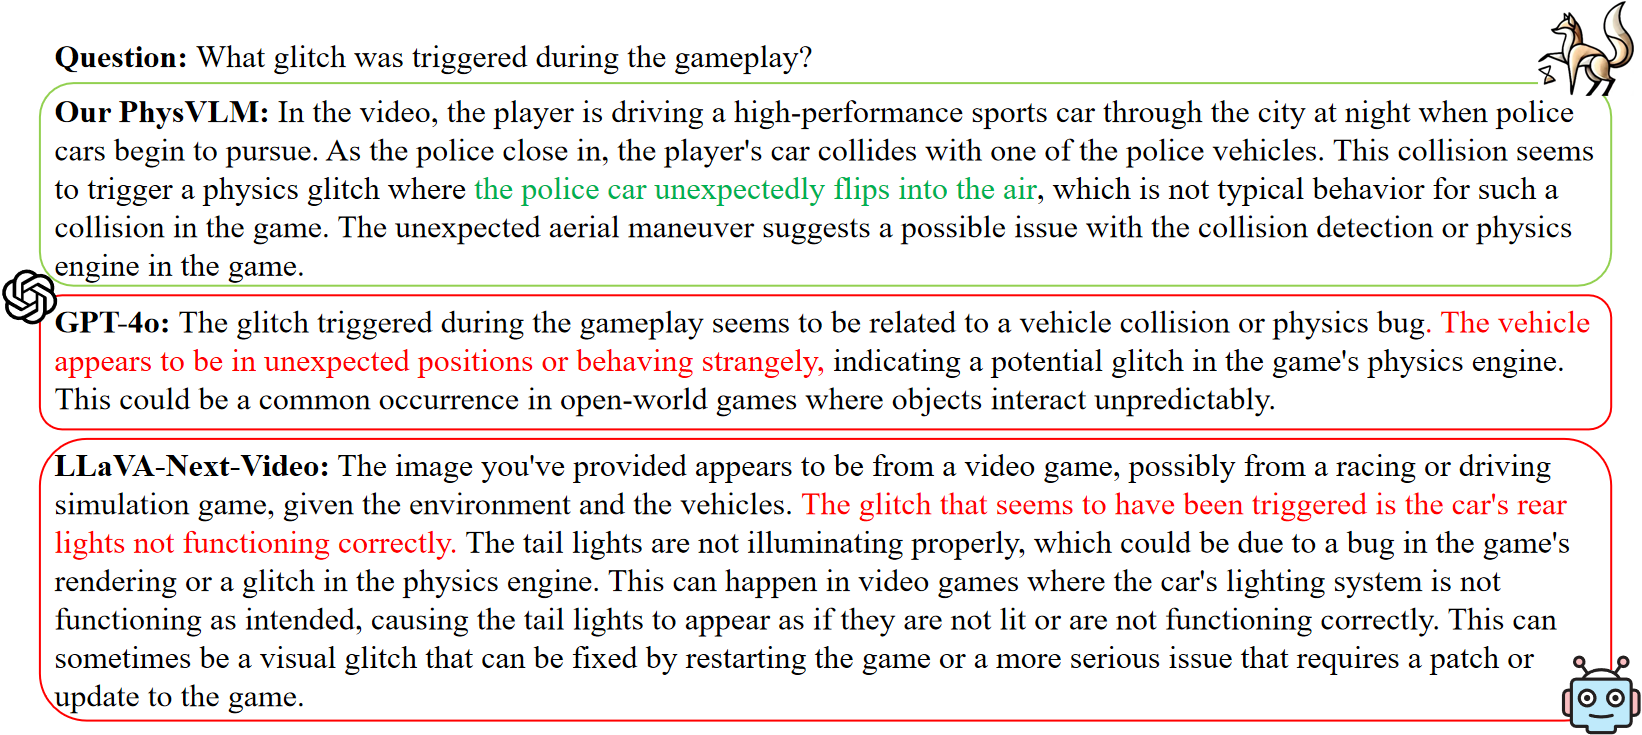 Question: What glitch was triggered during the gameplay?
Our PhysVLM: In the video, the player is driving a high-performance sports car through the city at night when police
cars begin to pursue. As the police close in, the player's car collides with one of the police vehicles. This collision seems
to trigger a physics glitch where the police car unexpectedly flips into the air, which is not typical behavior for such a
collision in the game. The unexpected aerial maneuver suggests a possible issue with the collision detection or physics
engine in the game.
GPT-4o: The glitch triggered during the gameplay seems to be related to a vehicle collision or physics bug. The vehicle
appears to be in unexpected positions or behaving strangely, indicating a potential glitch in the game's physics engine.
This could be a common occurrence in open-world games where objects interact unpredictably.
LLaVA-Next-Video: The image you've provided appears to be from a video game, possibly from a racing or driving
simulation game, given the environment and the vehicles. The glitch that seems to have been triggered is the car's rear
lights not functioning correctly. The tail lights are not illuminating properly, which could be due to a bug in the game's
rendering or a glitch in the physics engine. This can happen in video games where the car's lighting system is not
functioning as intended, causing the tail lights to appear as if they are not lit or are not functioning correctly. This can
sometimes be a visual glitch that can be fixed by restarting the game or a more serious issue that requires a patch or
update to the game.